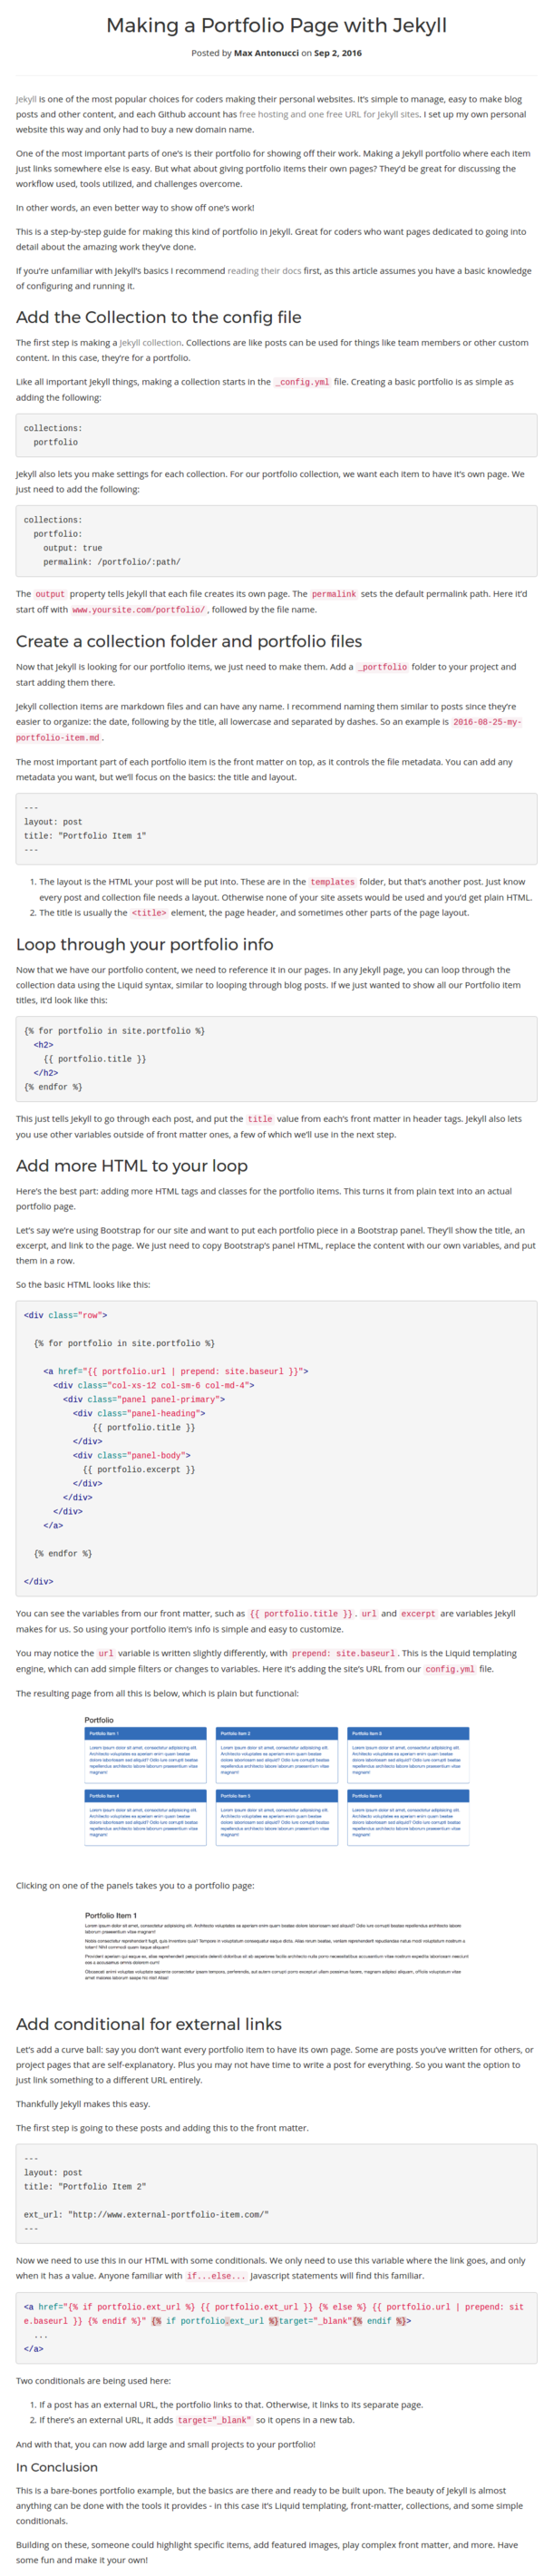 Making a Portfolio Page with Jekyll
Posted by Max Antonucci on Sep 2, 2016
Jekyll is one of the most popular choices for coders making their personal websites. It's simple to manage, easy to make blog
posts and other content, and each Github account has free hosting and one free URL for Jekyll sites. I set up my own personal
website this way and only had to buy a new domain name.
One of the most important parts of one's is their portfolio for showing off their work. Making a Jekyll portfolio where each item
just links somewhere else is easy. But what about giving portfolio items their own pages? They'd be great for discussing the
workflow used, tools utilized, and challenges overcome.
In other words, an even better way to show off one's work!
This is a step-by-step guide for making this kind of portfolio in Jekyll. Great for coders who want pages dedicated to going into
detail about the amazing work they've done.
If you're unfamiliar with Jekyll's basics I recommend reading their docs first, as this article assumes you have a basic knowledge
of configuring and running it.
Add the Collection to the config file
The first step is making a Jekyll collection. Collections are like posts can be used for things like team members or other custom
content. In this case, they're for a portfolio.
Like all important Jekyll things, making a collection starts in the _config.yml file. Creating a basic portfolio is as simple as
adding the following:
collections:
  portfolio
Jekyll also lets you make settings for each collection. For our portfolio collection, we want each item to have it's own page. We
just need to add the following:
collections:
  portfolio:
    output: true
    permalink: /portfolio/:path/
The output property tells Jekyll that each file creates its own page. The permalink sets the default permalink path. Here it'd
start off with www.yoursite.com/portfolio/ , followed by the file name.
Create a collection folder and portfolio files
Now that Jekyll is looking for our portfolio items, we just need to make them. Add a _portfolio folder to your project and
start adding them there.
Jekyll collection items are markdown files and can have any name. I recommend naming them similar to posts since they're
easier to organize: the date, following by the title, all lowercase and separated by dashes. So an example is 2016-08-25-my-
portfolio-item.md .
The most important part of each portfolio item is the front matter on top, as it controls the file metadata. You can add any
metadata you want, but we'll focus on the basics: the title and layout.
---
layout: post
title: "Portfolio Item 1"
---
1. The layout is the HTML your post will be put into. These are in the templates folder, but that's another post. Just know
every post and collection file needs a layout. Otherwise none of your site assets would be used and you'd get plain HTML.
2. The title is usually the <title> element, the page header, and sometimes other parts of the page layout.
Loop through your portfolio info
Now that we have our portfolio content, we need to reference it in our pages. In any Jekyll page, you can loop through the
collection data using the Liquid syntax, similar to looping through blog posts. If we just wanted to show all our Portfolio item
titles, it'd look like this:
{% for portfolio in site.portfolio %}
  <h2>
    {{ portfolio.title }}
  </h2>
{% endfor %}
This just tells Jekyll to go through each post, and put the title value from each's front matter in header tags. Jekyll also lets
you use other variables outside of front matter ones, a few of which we'll use in the next step.
Add more HTML to your loop
Here's the best part: adding more HTML tags and classes for the portfolio items. This turns it from plain text into an actual
portfolio page.
Let's say we're using Bootstrap for our site and want to put each portfolio piece in a Bootstrap panel. They'll show the title, an
excerpt, and link to the page. We just need to copy Bootstrap's panel HTML, replace the content with our own variables, and put
them in a row.
So the basic HTML looks like this:
<div class="row">
  {% for portfolio in site.portfolio %}
    <a href="{{ portfolio.url | prepend: site.baseurl }}">
      <div class="col-xs-12 col-sm-6 col-md-4">
        <div class="panel panel-primary">
          <div class="panel-heading">
              {{ portfolio.title }}
          </div>
          <div class="panel-body">
            {{ portfolio.excerpt }}
          </div>
        </div>
      </div>
    </a>
  {% endfor %}
</div>
You can see the variables from our front matter, such as {{ portfolio.title }} . url and excerpt are variables Jekyll
makes for us. So using your portfolio item's info is simple and easy to customize.
You may notice the url variable is written slightly differently, with prepend: site.baseurl . This is the Liquid templating
engine, which can add simple filters or changes to variables. Here it's adding the site's URL from our config.yml file.
The resulting page from all this is below, which is plain but functional:
Portfolio
Portfolio Item 1
Portfolio Item 2
Portfolio Item 3
Portfolio Item 4
Portfolio Item 5
Portfolio Item 6
Clicking on one of the panels takes you to a portfolio page:
Portfolio Item 1
Add conditional for external links
Let's add a curve ball: say you don't want every portfolio item to have its own page. Some are posts you've written for others, or
project pages that are self-explanatory. Plus you may not have time to write a post for everything. So you want the option to
just link something to a different URL entirely.
Thankfully Jekyll makes this easy.
The first step is going to these posts and adding this to the front matter.
---
layout: post
title: "Portfolio Item 2"
ext_url: "http://www.external-portfolio-item.com/"
---
Now we need to use this in our HTML with some conditionals. We only need to use this variable where the link goes, and only
when it has a value. Anyone familiar with if...else... Javascript statements will find this familiar.
<a href="{% if portfolio.ext_url %} {{ portfolio.ext_url }} {% else %} {{ portfolio.url | prepend: sit
e.baseurl }} {% endif %}" {% if portfolio.ext_url %}target="_blank"{% endif %}>
  ...
</a>
Two conditionals are being used here:
1. If a post has an external URL, the portfolio links to that. Otherwise, it links to its separate page.
2. If there's an external URL, it adds target="_blank" so it opens in a new tab.
And with that, you can now add large and small projects to your portfolio!
In Conclusion
This is a bare-bones portfolio example, but the basics are there and ready to be built upon. The beauty of Jekyll is almost
anything can be done with the tools it provides - in this case it's Liquid templating, front-matter, collections, and some simple
conditionals.
Building on these, someone could highlight specific items, add featured images, play complex front matter, and more. Have
some fun and make it your own!